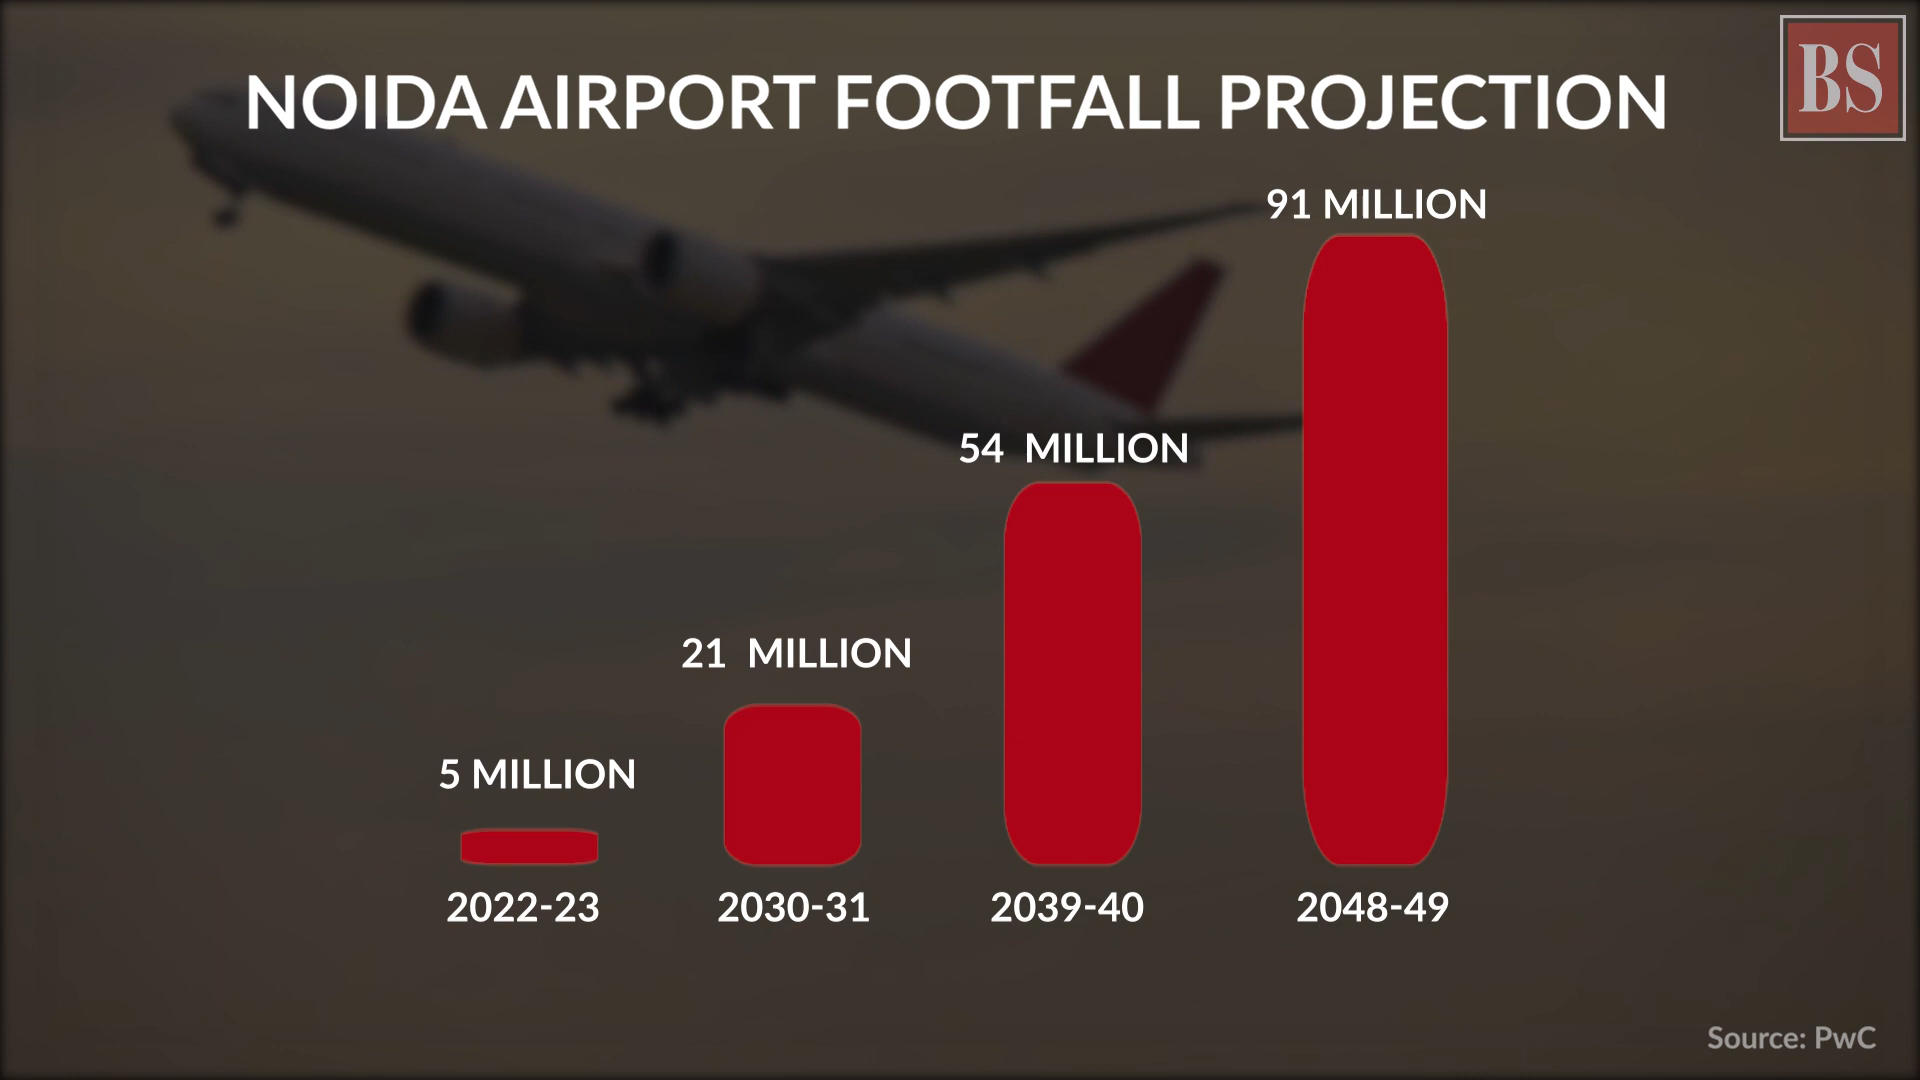 BS
NOIDA AIRPORT FOOTFALL PROJECTION
91 MILLION
54 MILLION
21 MILLION
5 MILLION
2022-23 2030-31 2039-40 2048-49
Source: PwC